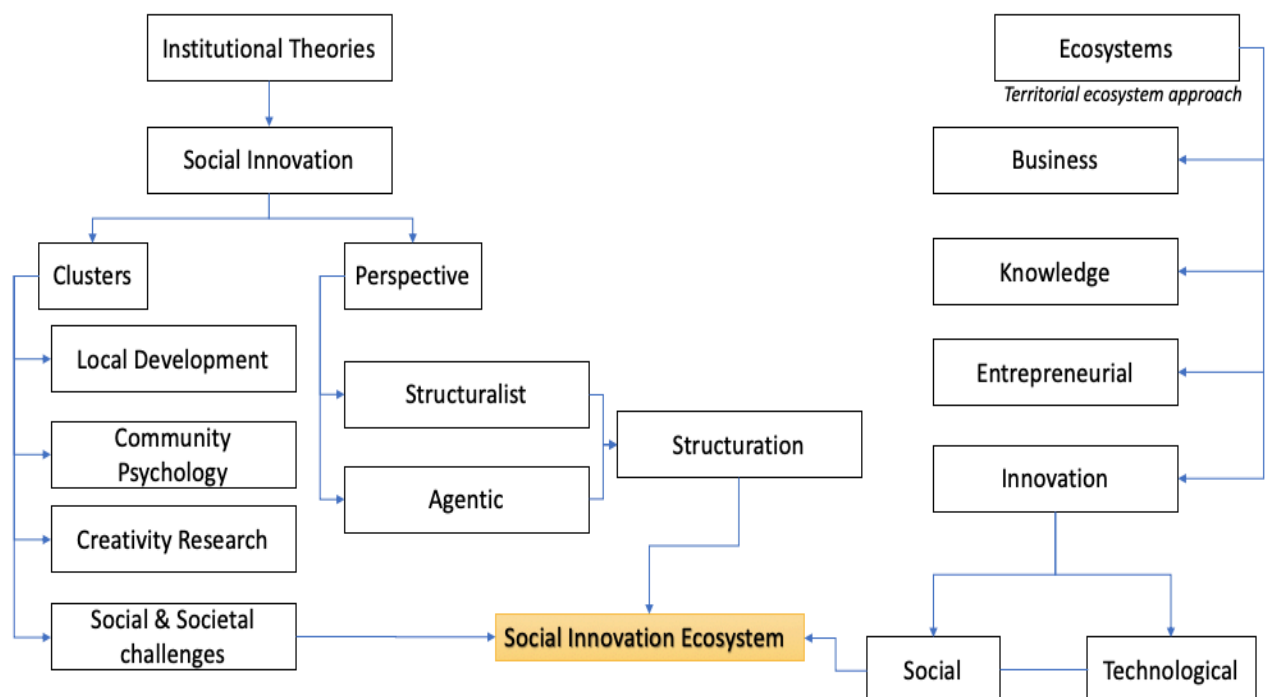 Institutional Theories
Ecosystems
Territorial ecosystem approach
Social Innovation
Business
Clusters
Perspective
Knowledge
Local Development
Structuralist
Entrepreneurial
Community
Psychology
Structuration
Agentic
Innovation
Creativity Research
Social & Societal
challenges
Social Innovation Ecosystem
Social
Technological